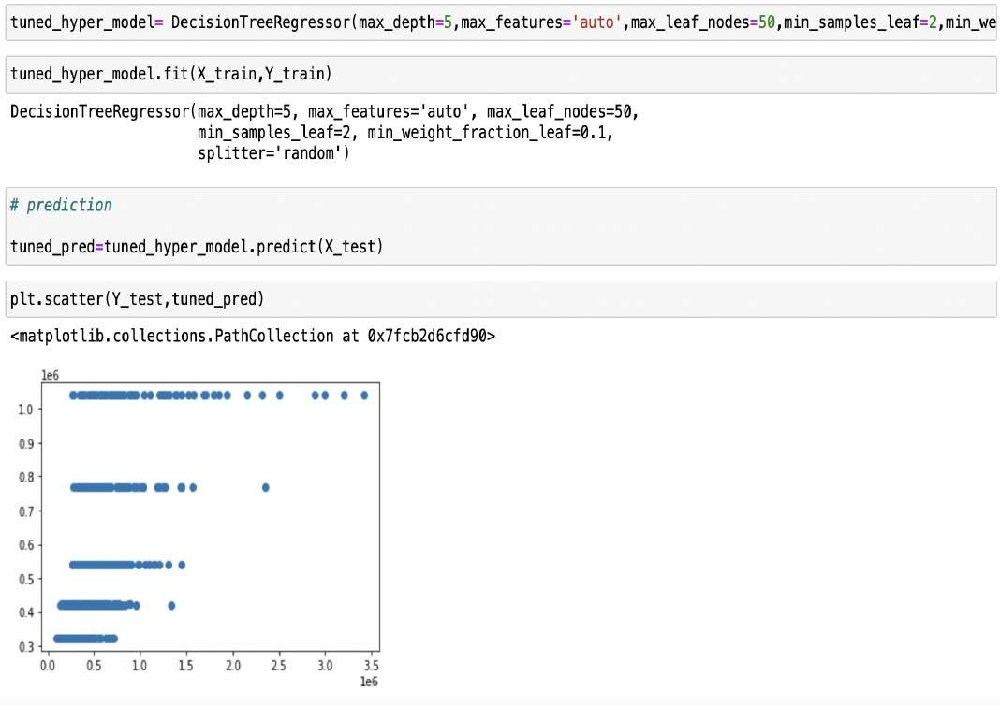 tuned_hyper_model= DecisionTreeRegressor(max_depth=5,max_features='auto',max_leaf_nodes=50,min_samples_leaf=2,min_we
tuned_hyper_model.fit(X_train,Y_train)
DecisionTreeRegressor(max_depth=5, max_features='auto', max_leaf_nodes=50,
min_samples_leaf=2, min_weight_fraction_leaf=0.1,
splitter='random')
# prediction
tuned_pred=tuned_hyper_model.predict(X_test)
plt.scatter(Y_test,tuned_pred)
<matplotlib.collections.PathCollection at 0x7fcb2d6cfd90>
1e6
1.0
0.9
0.8
0.7
0.6
0.5
0.4
0.3
0.0 0.5 1.0 1.5 2.0 2.5 3.0 3.5
1e6